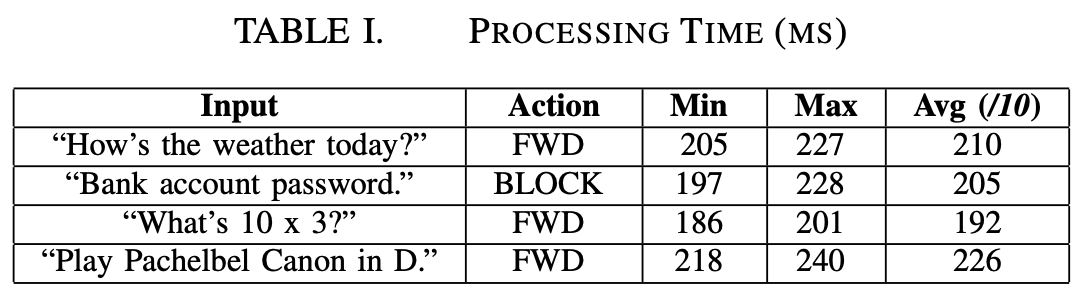 TABLE I. PROCESSING TIME (MS)
Input Action Min Max Avg (/10)
“How’s the weather today?” FWD 205 227 210
“Bank account password.” BLOCK 197 228 205
“What’s 10 x 3?” FWD 186 201 192
“Play Pachelbel Canon in D.” FWD 218 240 226